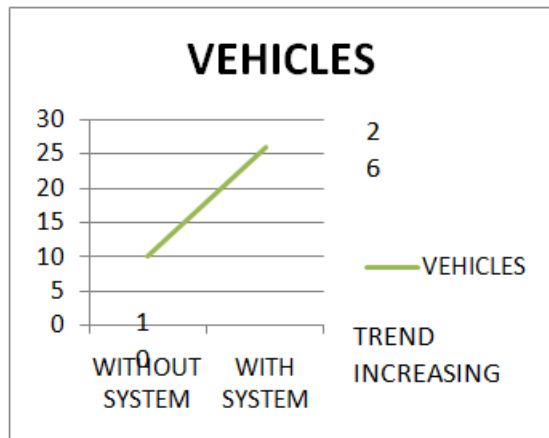 VEHICLES
30
25
20
15
10
5
0
2
6
VEHICLES
1
0
WITHOUT
SYSTEM
WITH
SYSTEM
TREND
INCREASING